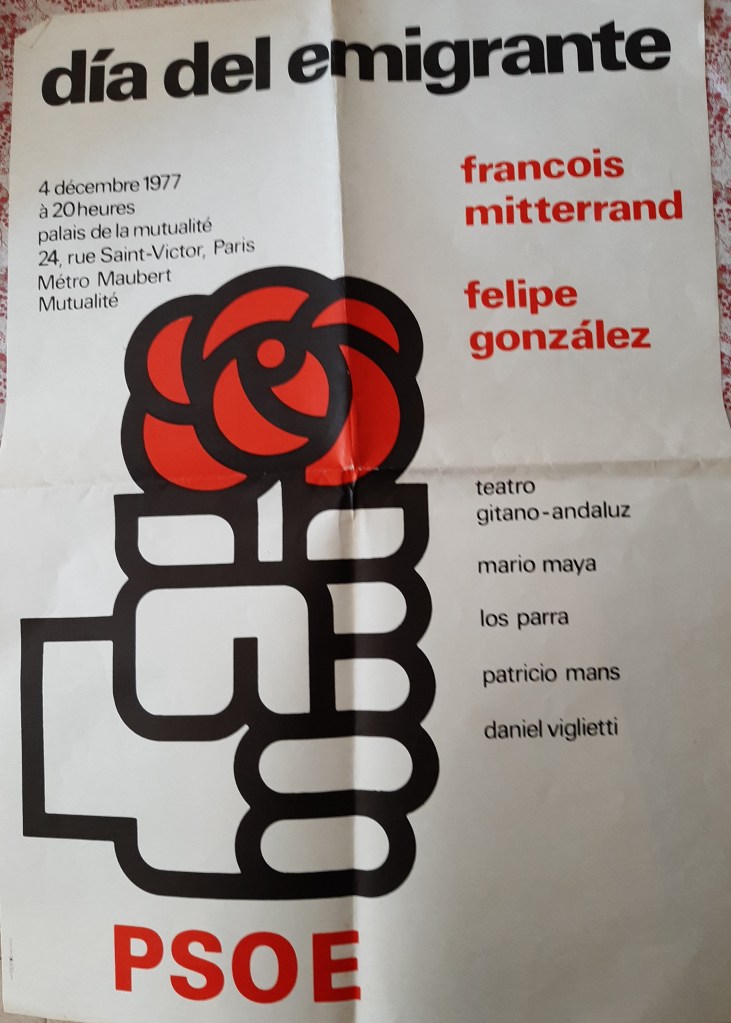 día del emigrante
4 décembre 1977
à 20 heures
palais de la mutualité
24, rue Saint-Victor, Paris
Métro Maubert
Mutualité
francois
mitterrand
felipe
gonzález
teatro
gitano-andaluz
mario maya
los parra
patricio mans
daniel viglietti
PSOE